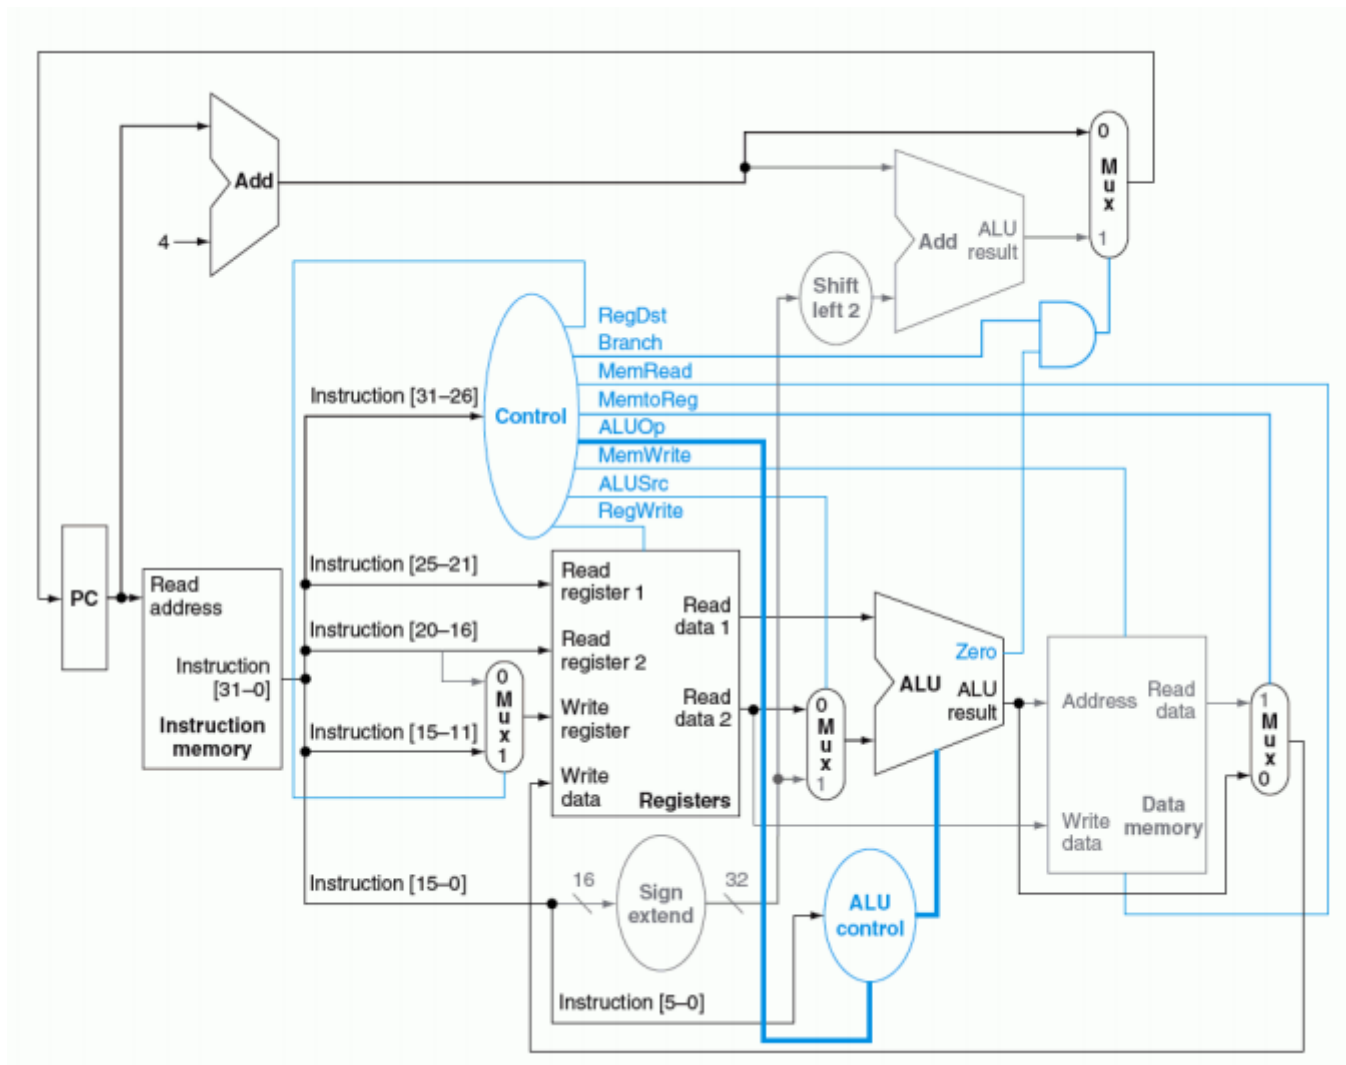 0
M
u
x
1
Add
4
Add
ALU
result
Shift
left 2
RegDst
Branch
MemRead
MemtoReg
ALUOp
MemWrite
ALUSrc
RegWrite
Control
Instruction [31–26]
Instruction [25–21]
Instruction [20–16]
Instruction [15–11]
Instruction [15–0]
Instruction [5–0]
PC
Read
address
Instruction
[31–0]
Instruction
memory
0
M
u
x
1
Read
register 1
Read
register 2
Write
register
Write
data
Read
data 1
Read
data 2
Registers
0
M
u
x
1
Zero
ALU
ALU
result
Address
Read
data
Write
data
Data
memory
1
M
u
x
0
16
Sign
extend
32
ALU
control